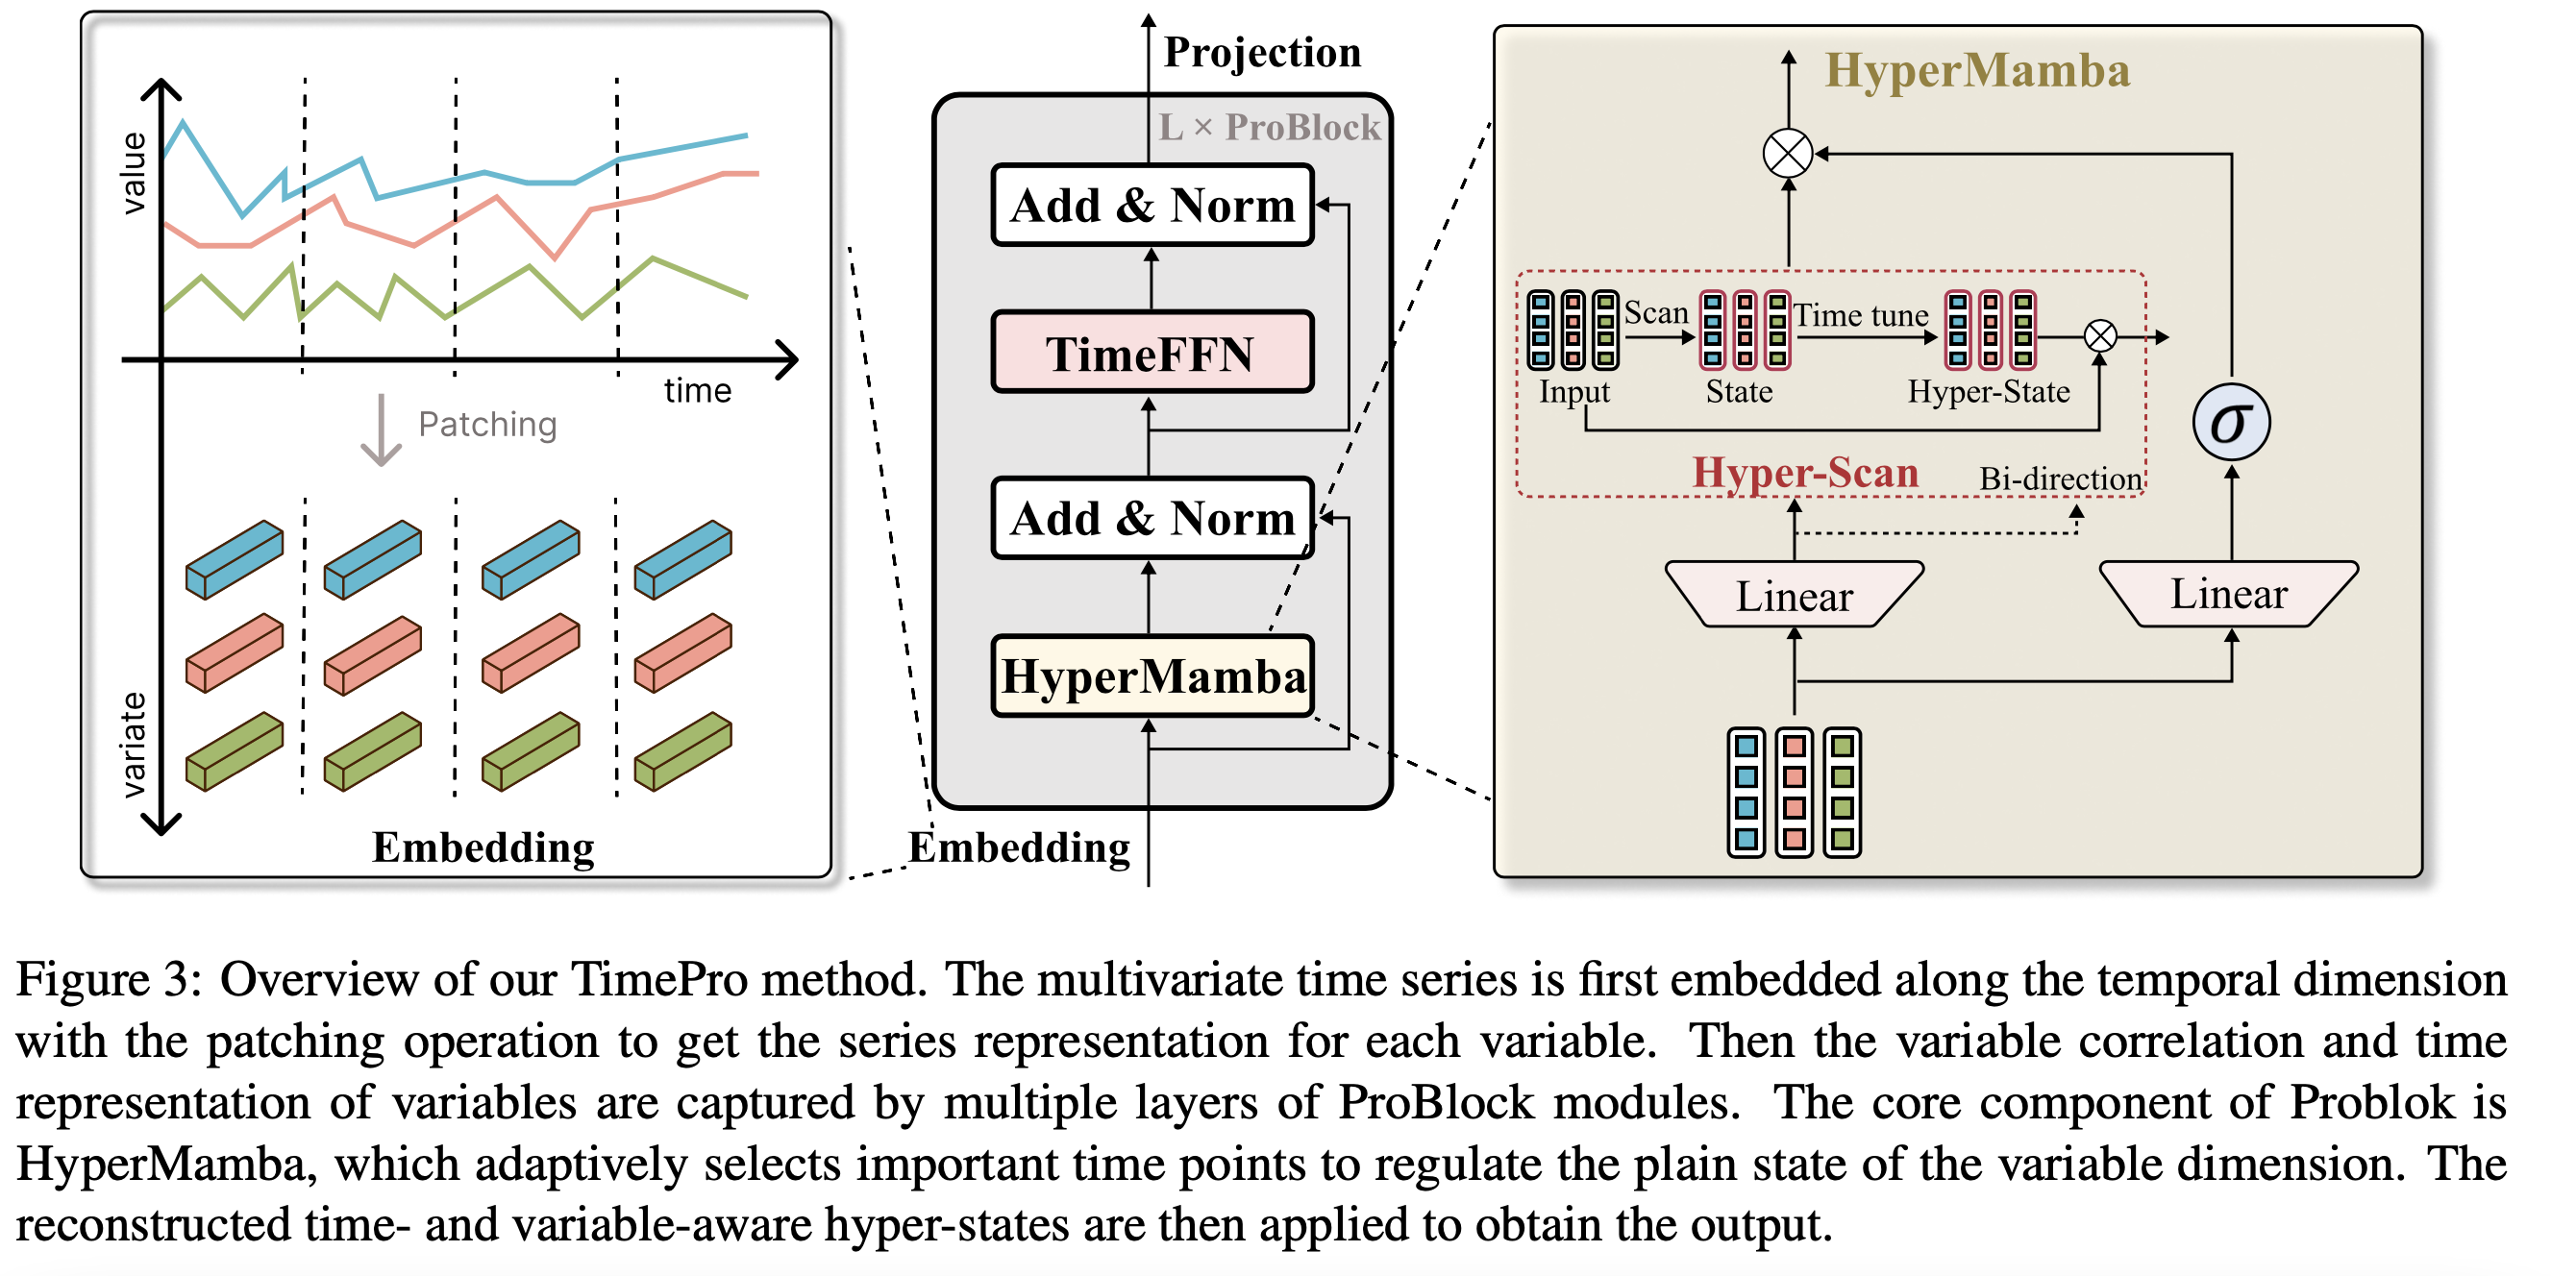 value
time
Patching
variate
Embedding
Projection
L × ProBlock
Add & Norm
TimeFFN
Add & Norm
HyperMamba
Embedding
HyperMamba
Scan
Time tune
Input
State
Hyper-State
Hyper-Scan
Bi-direction
σ
Linear
Linear
Figure 3: Overview of our TimePro method. The multivariate time series is first embedded along the temporal dimension
with the patching operation to get the series representation for each variable. Then the variable correlation and time
representation of variables are captured by multiple layers of ProBlock modules. The core component of Problok is
HyperMamba, which adaptively selects important time points to regulate the plain state of the variable dimension. The
reconstructed time- and variable-aware hyper-states are then applied to obtain the output.